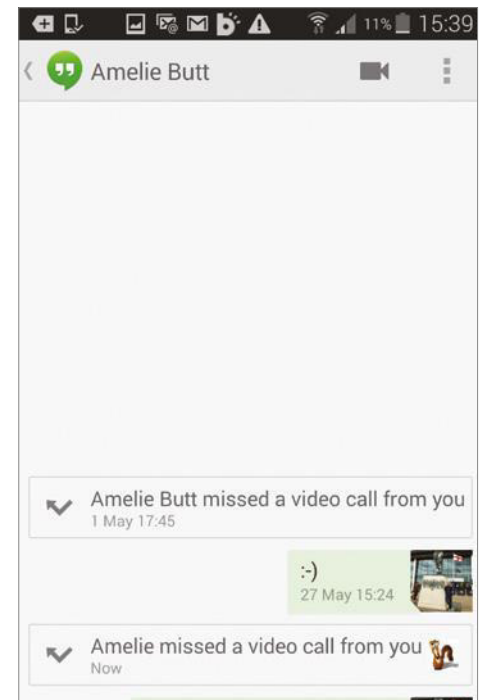 11% 15:39
Amelie Butt
Amelie Butt missed a video call from you
1 May 17:45
:-)
27 May 15:24
Amelie missed a video call from you
Now